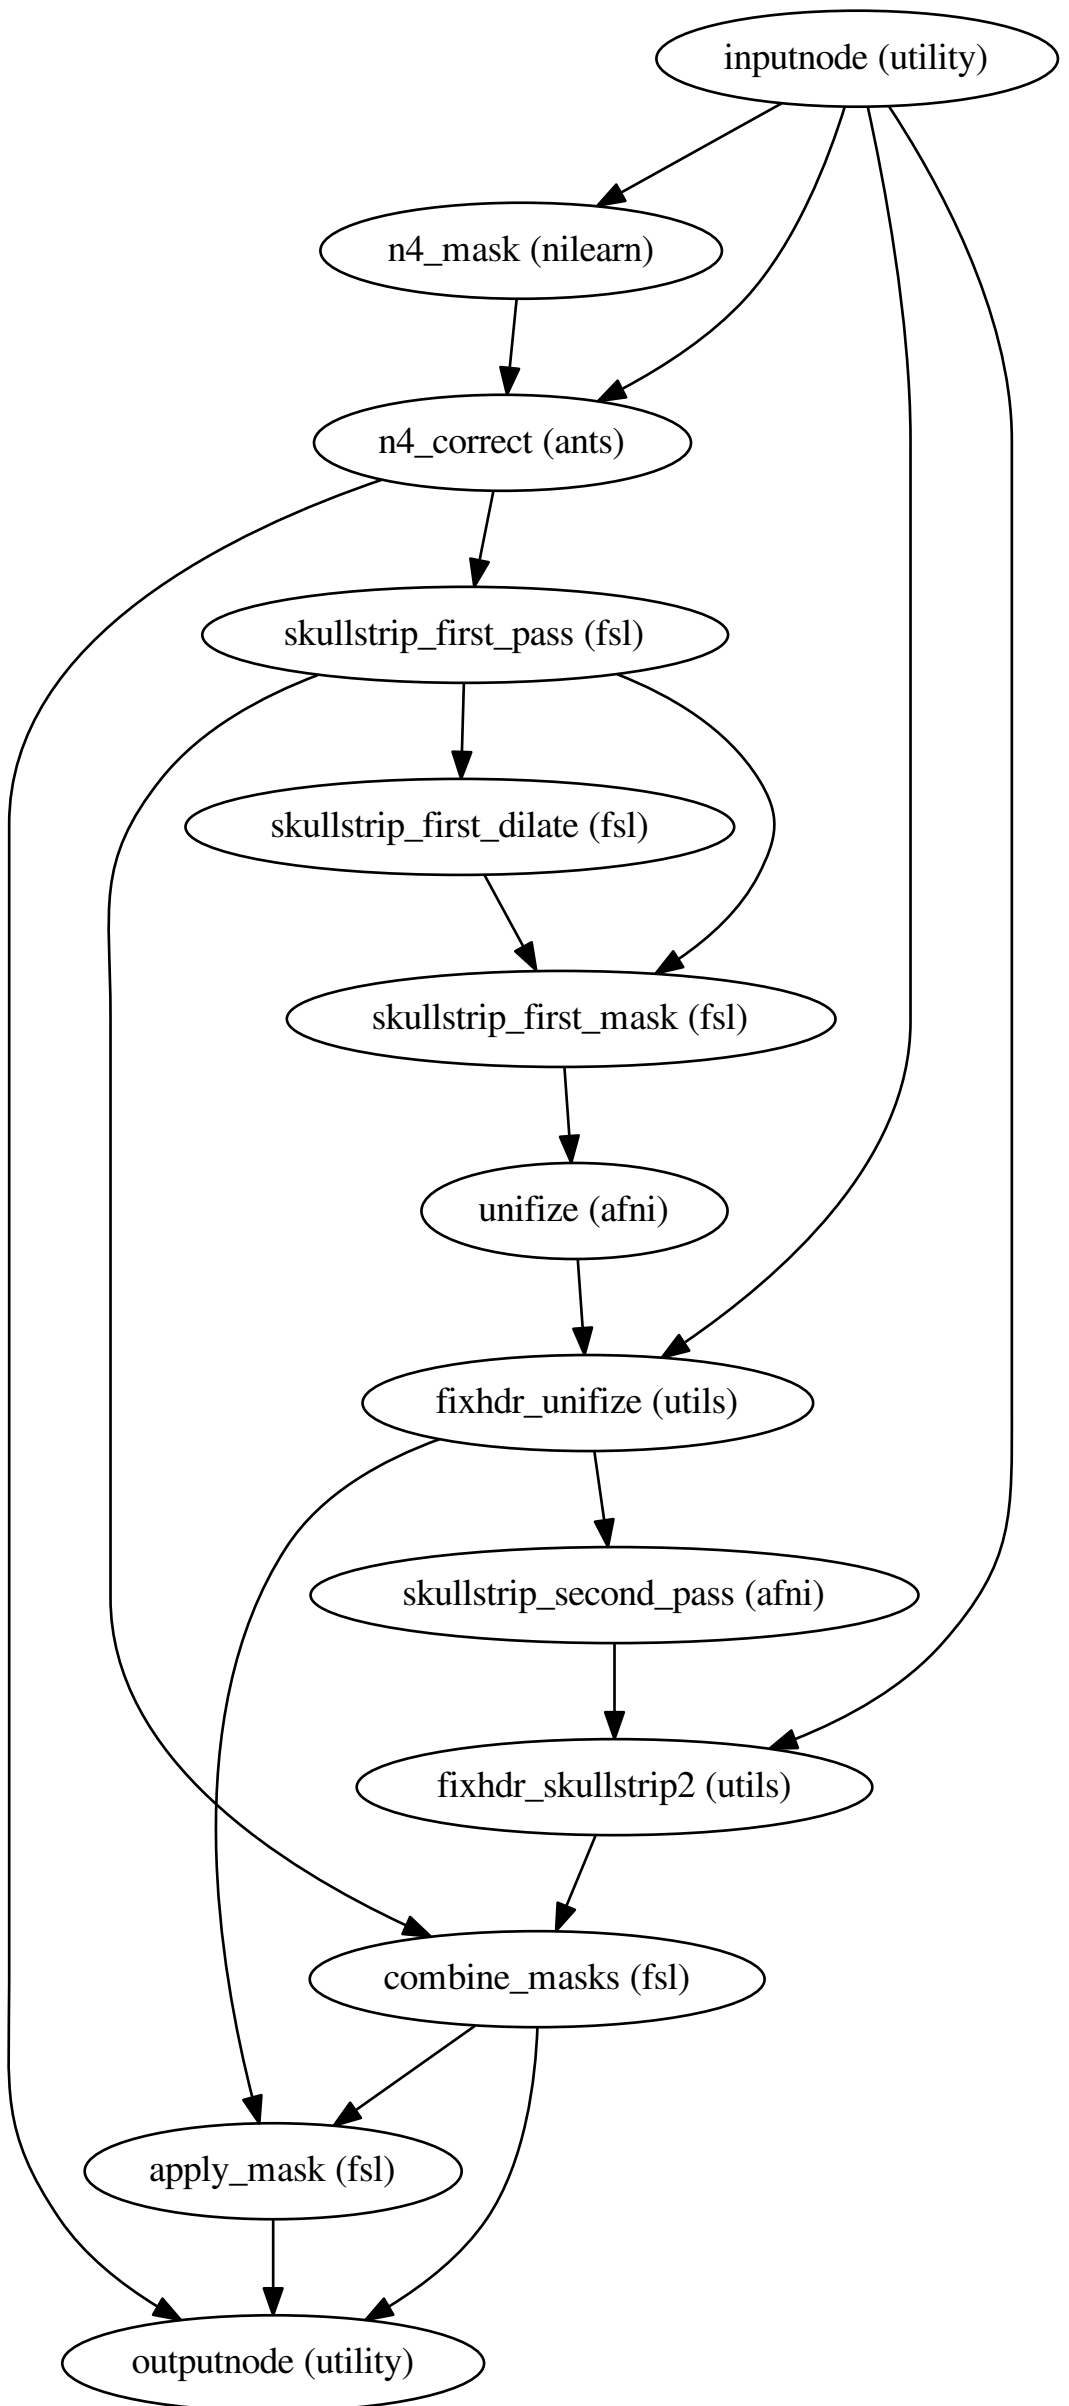 inputnode (utility)
n4_mask (nilearn)
n4_correct (ants)
skullstrip_first_pass (fsl)
skullstrip_first_dilate (fsl)
skullstrip_first_mask (fsl)
unifize (afni)
fixhdr_unifize (utils)
skullstrip_second_pass (afni)
fixhdr_skullstrip2 (utils)
combine_masks (fsl)
apply_mask (fsl)
outputnode (utility)